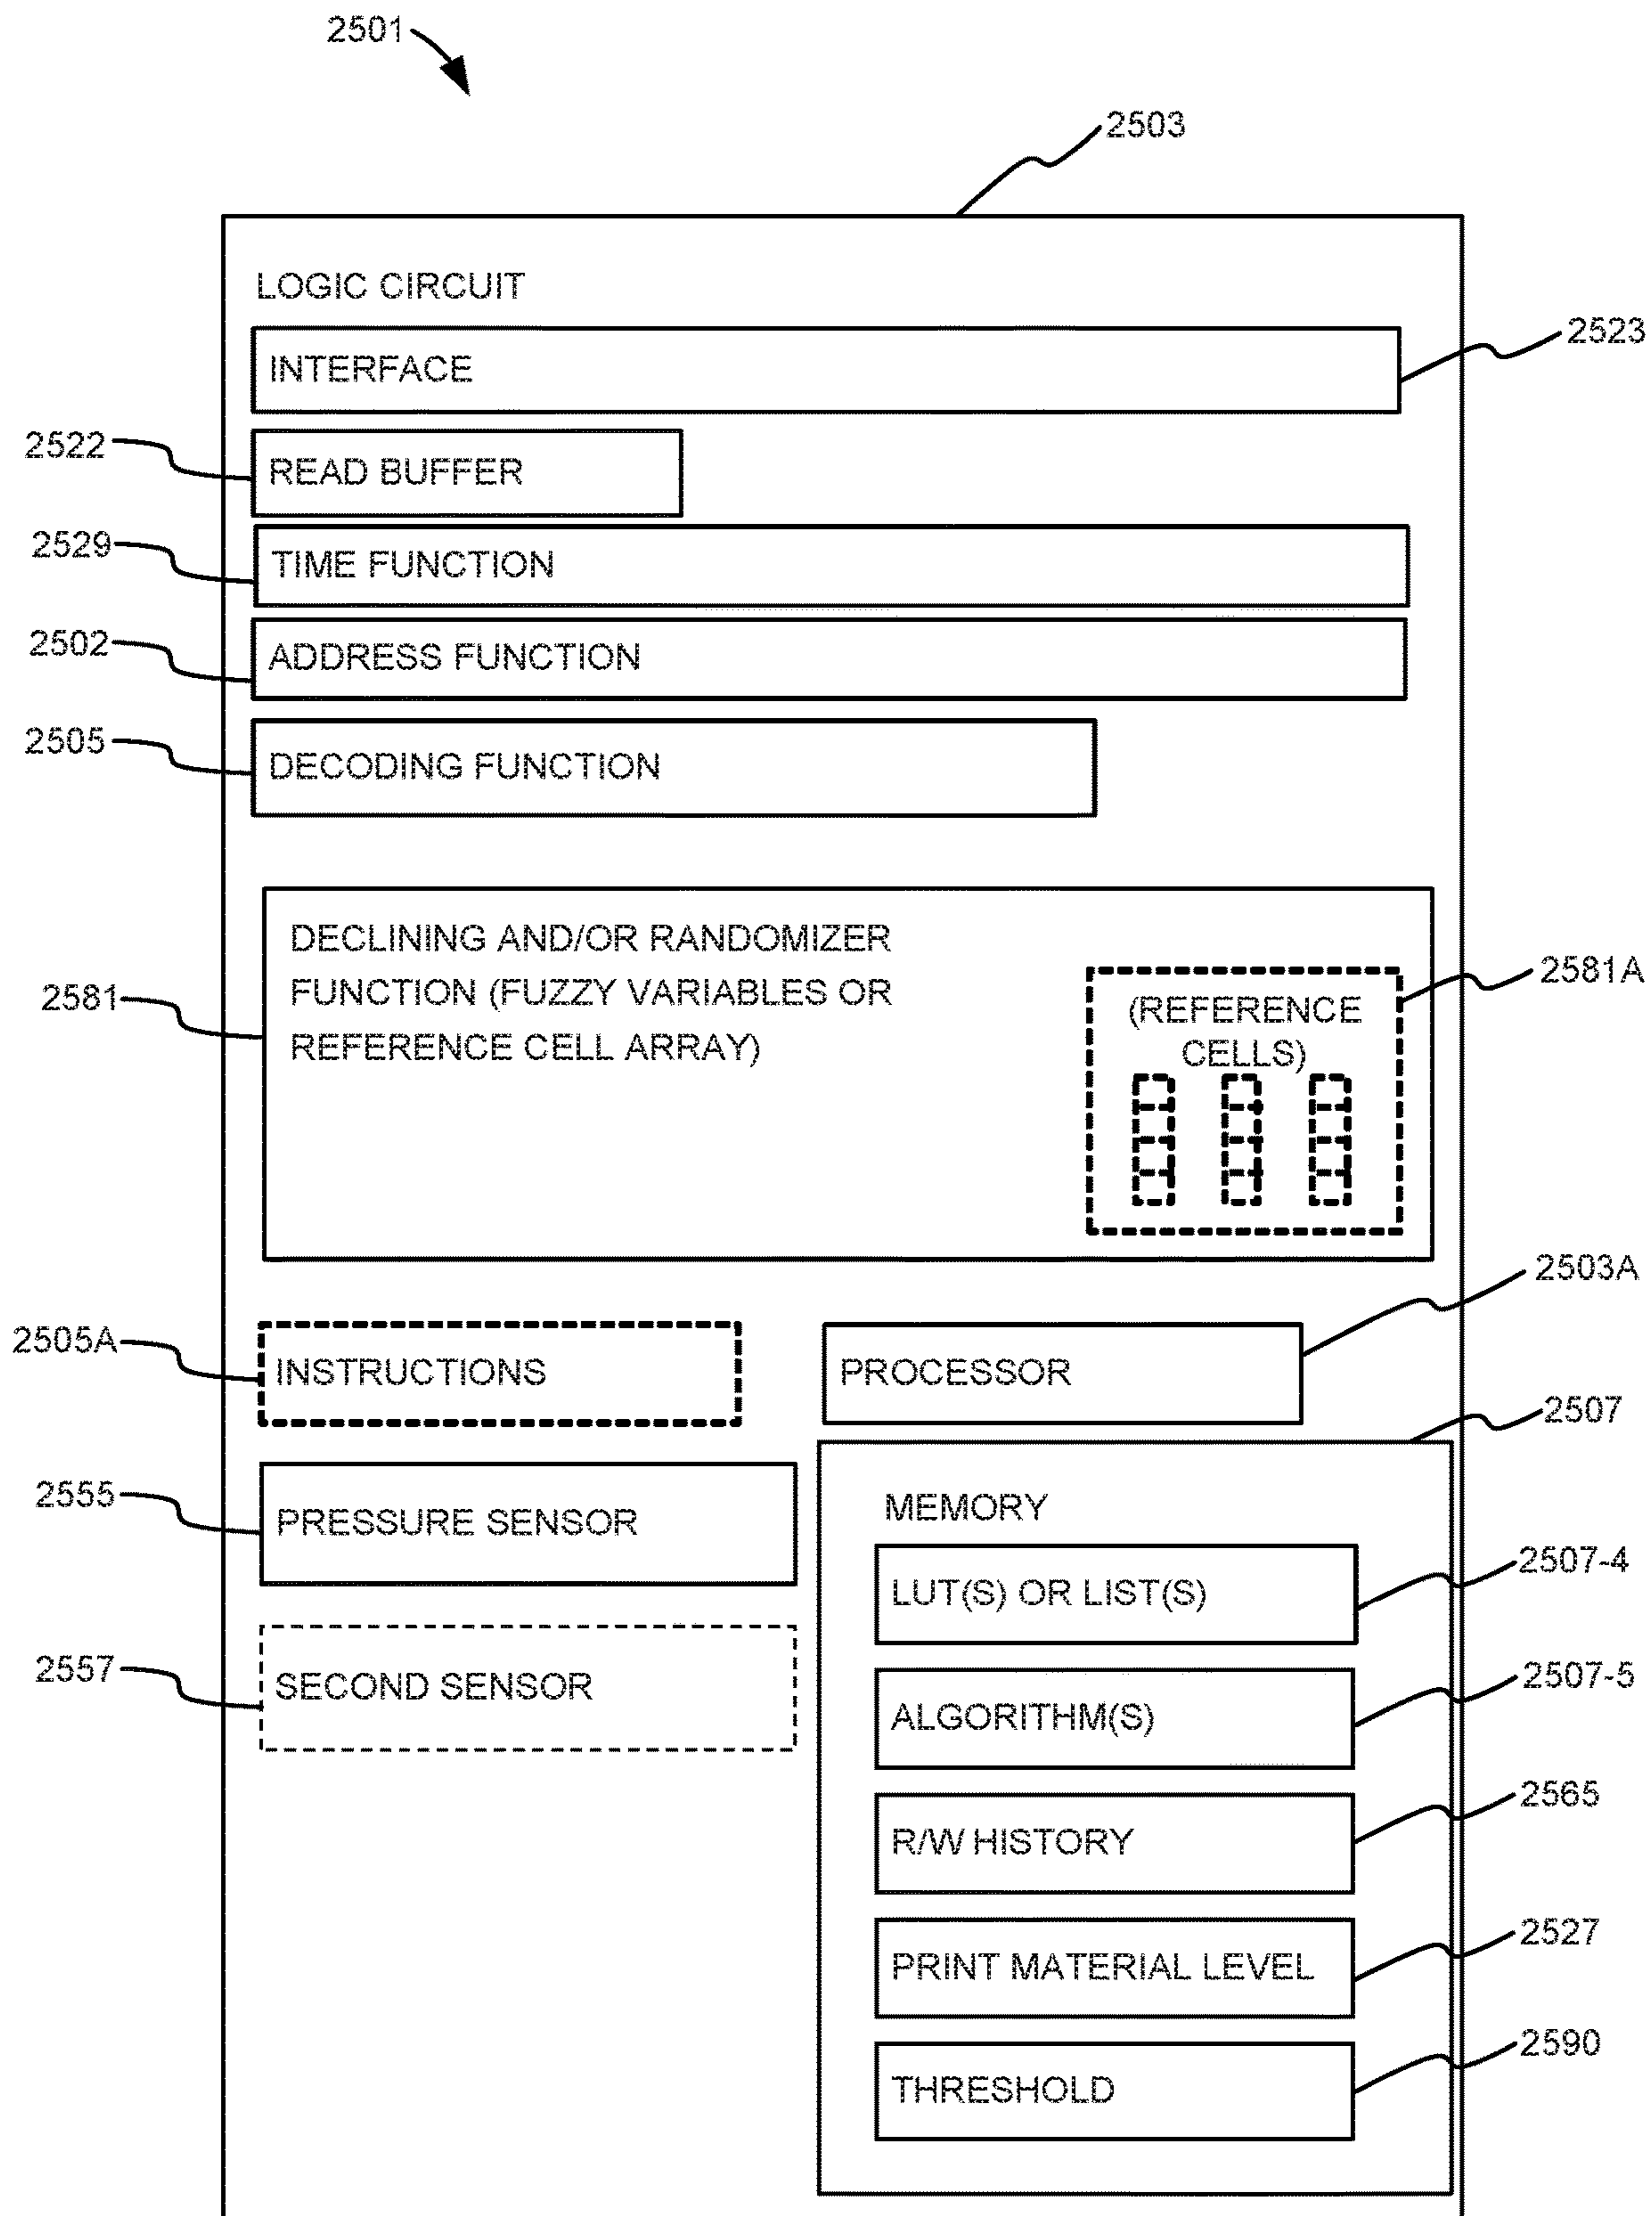 2501
2503
LOGIC CIRCUIT
INTERFACE
2523
2522
READ BUFFER
2529
TIME FUNCTION
2502
ADDRESS FUNCTION
2505
DECODING FUNCTION
2581
DECLINING AND/OR RANDOMIZER
FUNCTION (FUZZY VARIABLES OR
REFERENCE CELL ARRAY)
(REFERENCE
CELLS)
2581A
2505A
INSTRUCTIONS
PROCESSOR
2503A
2507
2555
PRESSURE SENSOR
MEMORY
LUT(S) OR LIST(S)
2507-4
2557
SECOND SENSOR
ALGORITHM(S)
2507-5
R/W HISTORY
2565
PRINT MATERIAL LEVEL
2527
THRESHOLD
2590